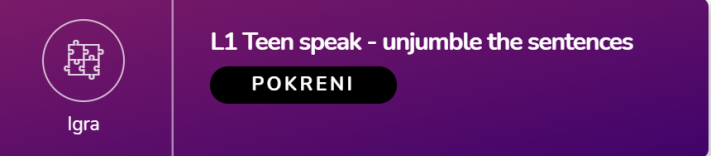 L1 Teen speak - unjumble the sentences
POKRENI
Igra